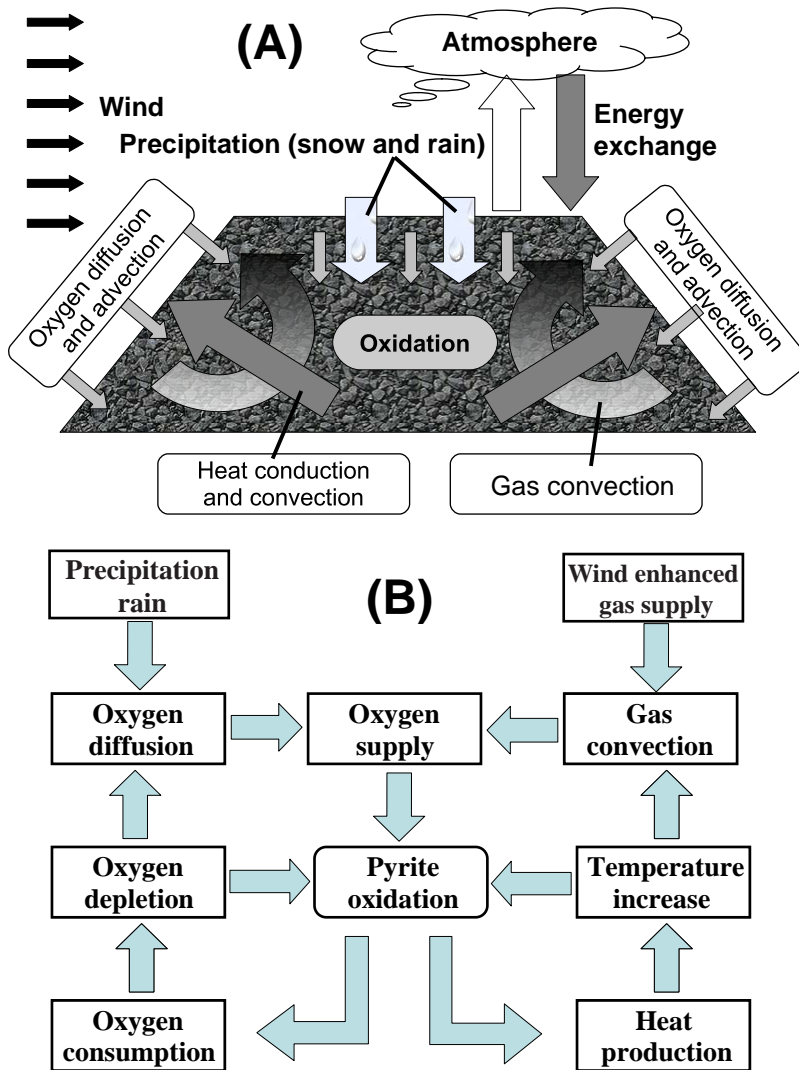 (A)
Atmosphere
Wind
Energy
exchange
Precipitation (snow and rain)
Oxygen diffusion
and advection
Oxygen diffusion
and advection
Oxidation
Heat conduction
and convection
Gas convection
(B)
Precipitation
rain
Wind enhanced
gas supply
Oxygen
diffusion
Oxygen
supply
Gas
convection
Oxygen
depletion
Pyrite
oxidation
Temperature
increase
Oxygen
consumption
Heat
production